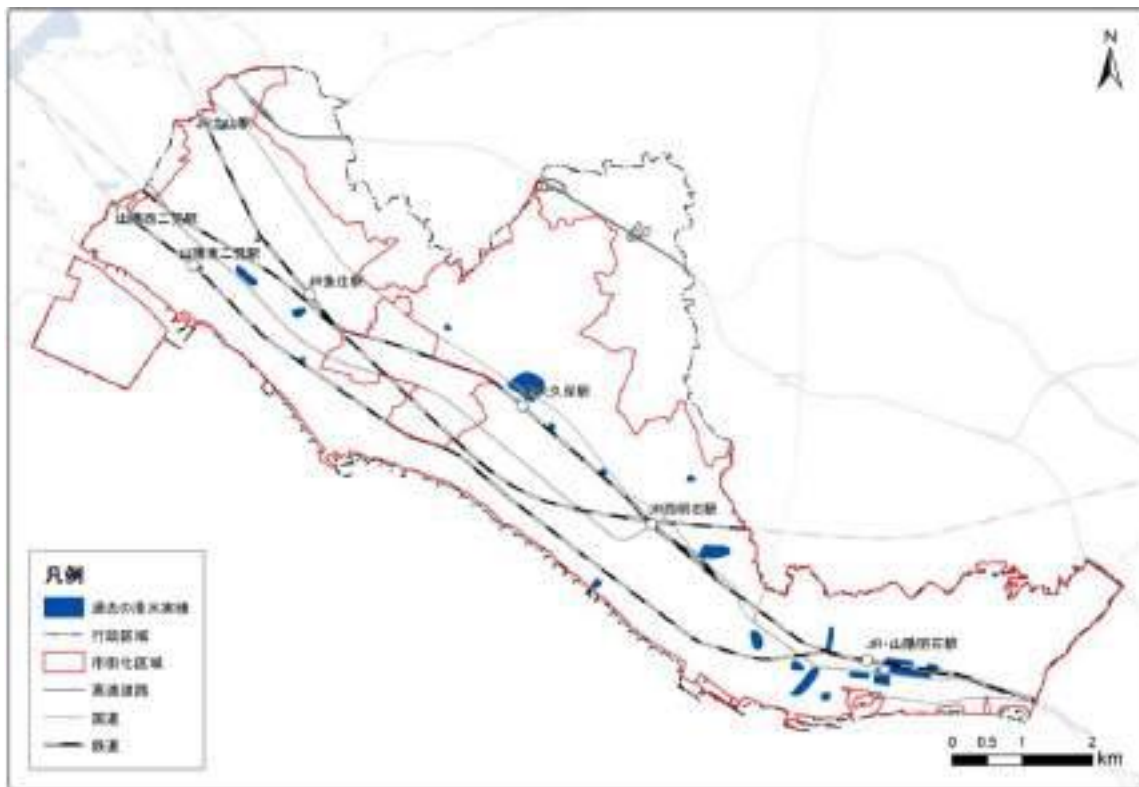 N
JR土山駅
山陽西二見駅
山陽東二見駅
JR魚住駅
JR大久保駅
JR西明石駅
JR・山陽明石駅
凡例
過去の浸水実績
行政区域
市街化区域
高速道路
国道
鉄道
0 0.5 1 2
km